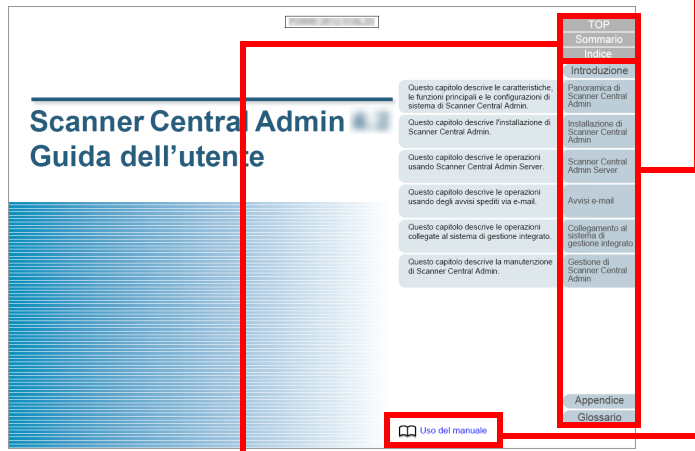 TOP
Sommario
Indice
Introduzione
Scanner Central Admin
Guida dell'utente
Questo capitolo descrive le caratteristiche,
le funzioni principali e le configurazioni di
sistema di Scanner Central Admin.
Panoramica di
Scanner Central
Admin
Questo capitolo descrive l'installazione di
Scanner Central Admin.
Installazione di
Scanner Central
Admin
Questo capitolo descrive le operazioni
usando Scanner Central Admin Server.
Scanner Central
Admin Server
Questo capitolo descrive le operazioni
usando degli avvisi spediti via e-mail.
Avvisi e-mail
Questo capitolo descrive le operazioni
collegate al sistema di gestione integrato.
Collegamento al
sistema di
gestione integrato
Questo capitolo descrive la manutenzione
di Scanner Central Admin.
Gestione di
Scanner Central
Admin
Appendice
Glossario
Uso del manuale